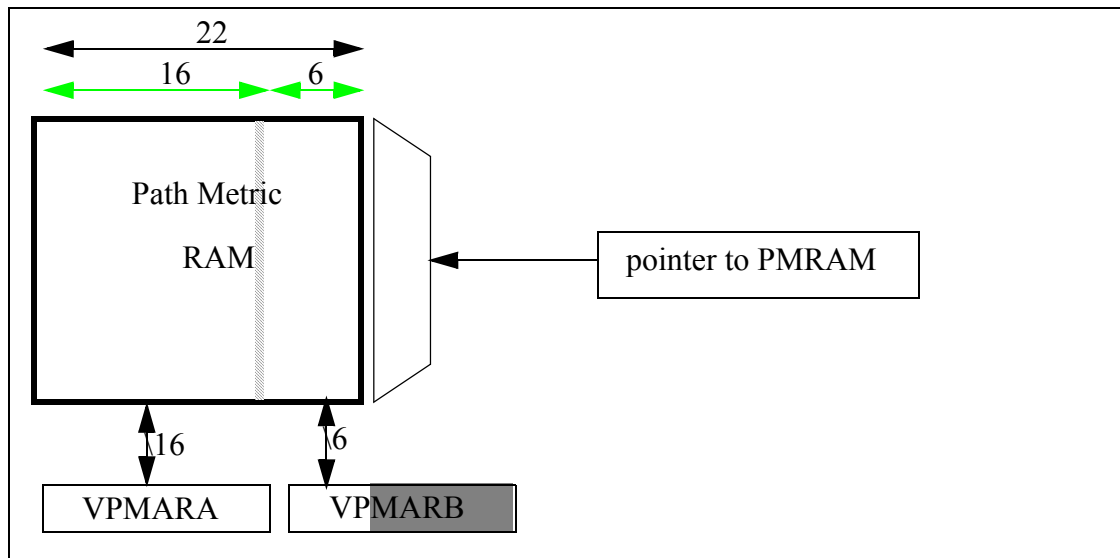 22
16 6
Path Metric
RAM
pointer to PMRAM
\16 \6
VPMARA VPMARB